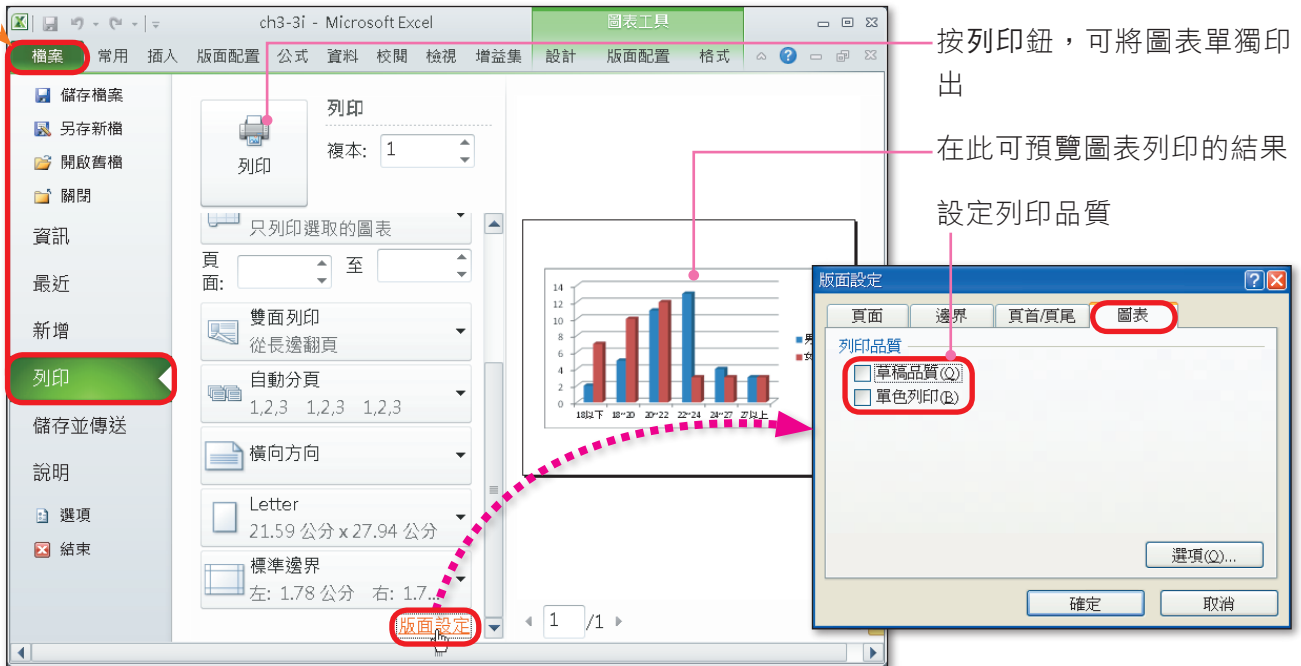 ch3-3i - Microsoft Excel
圖表工具
檔案 常用 插入 版面配置 公式 資料 校閱 檢視 增益集 設計 版面配置 格式
儲存檔案
另存新檔
開啟舊檔
關閉
資訊
最近
新增
列印
儲存並傳送
說明
選項
結束
列印
列印
複本: 1
只列印選取的圖表
頁面: 至
雙面列印
從長邊翻頁
自動分頁
1,2,3 1,2,3 1,2,3
橫向方向
Letter
21.59 公分 x 27.94 公分
標準邊界
左: 1.78 公分 右: 1.7...
版面設定
14
12
10
8
6
4
2
0
18以下 18~20 20~22 22~24 24~27 27以上
男
女
1 /1
按列印鈕，可將圖表單獨印
出
在此可預覽圖表列印的結果
設定列印品質
版面設定
頁面 邊界 頁首/頁尾 圖表
列印品質
草稿品質(Q)
單色列印(B)
選項(O)...
確定 取消